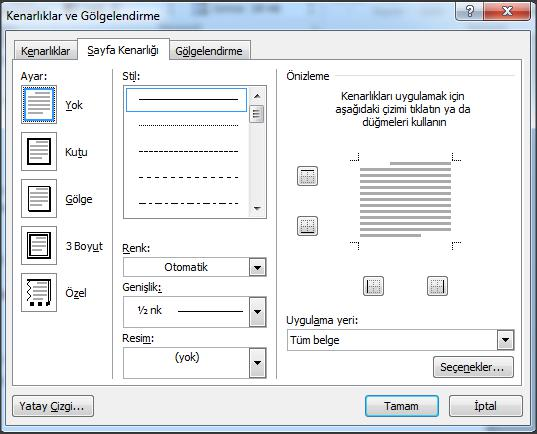 Kenarlıklar ve Gölgelendirme
Kenarlıklar
Sayfa Kenarlığı
Gölgelendirme
Ayar:
Yok
Kutu
Gölge
3 Boyut
Özel
Stil:
Renk:
Otomatik
Genişlik:
½ nk
Resim:
(yok)
Önizleme
Kenarlıkları uygulamak için
aşağıdaki çizimi tıklatın ya da
düğmeleri kullanın
Uygulama yeri:
Tüm belge
Seçenekler...
Yatay Çizgi...
Tamam
İptal